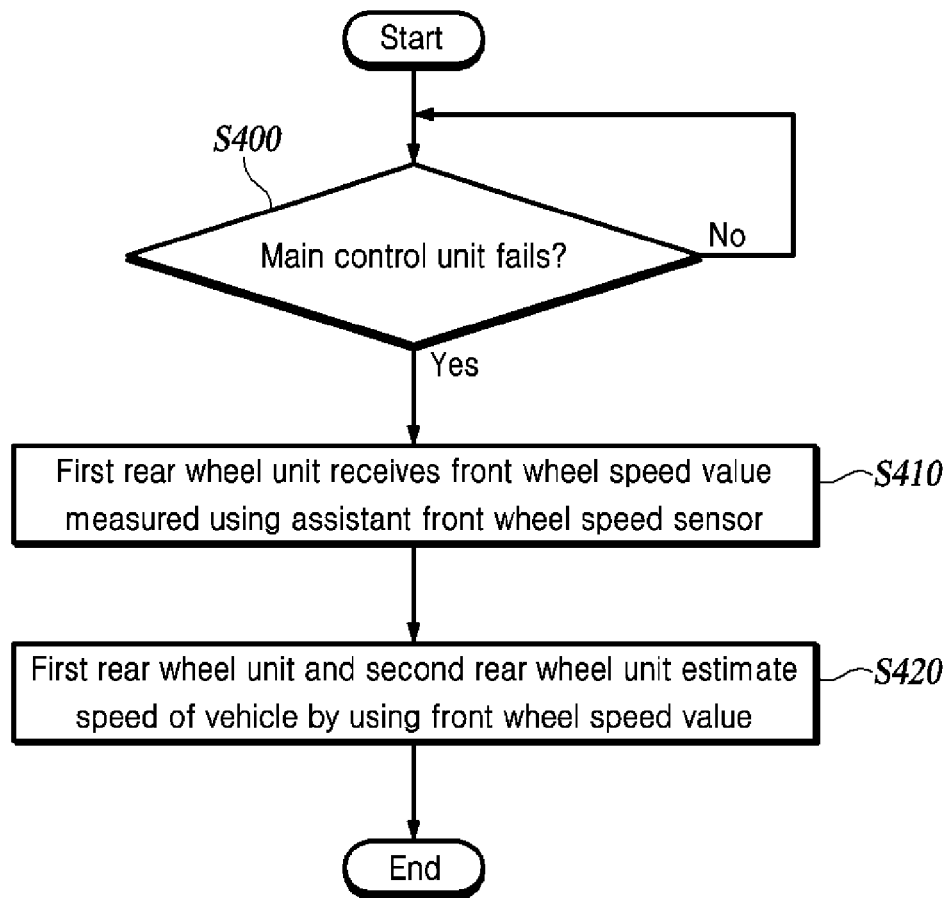 Start
S400
Main control unit fails?
No
Yes
First rear wheel unit receives front wheel speed value
measured using assistant front wheel speed sensor
S410
First rear wheel unit and second rear wheel unit estimate
speed of vehicle by using front wheel speed value
S420
End